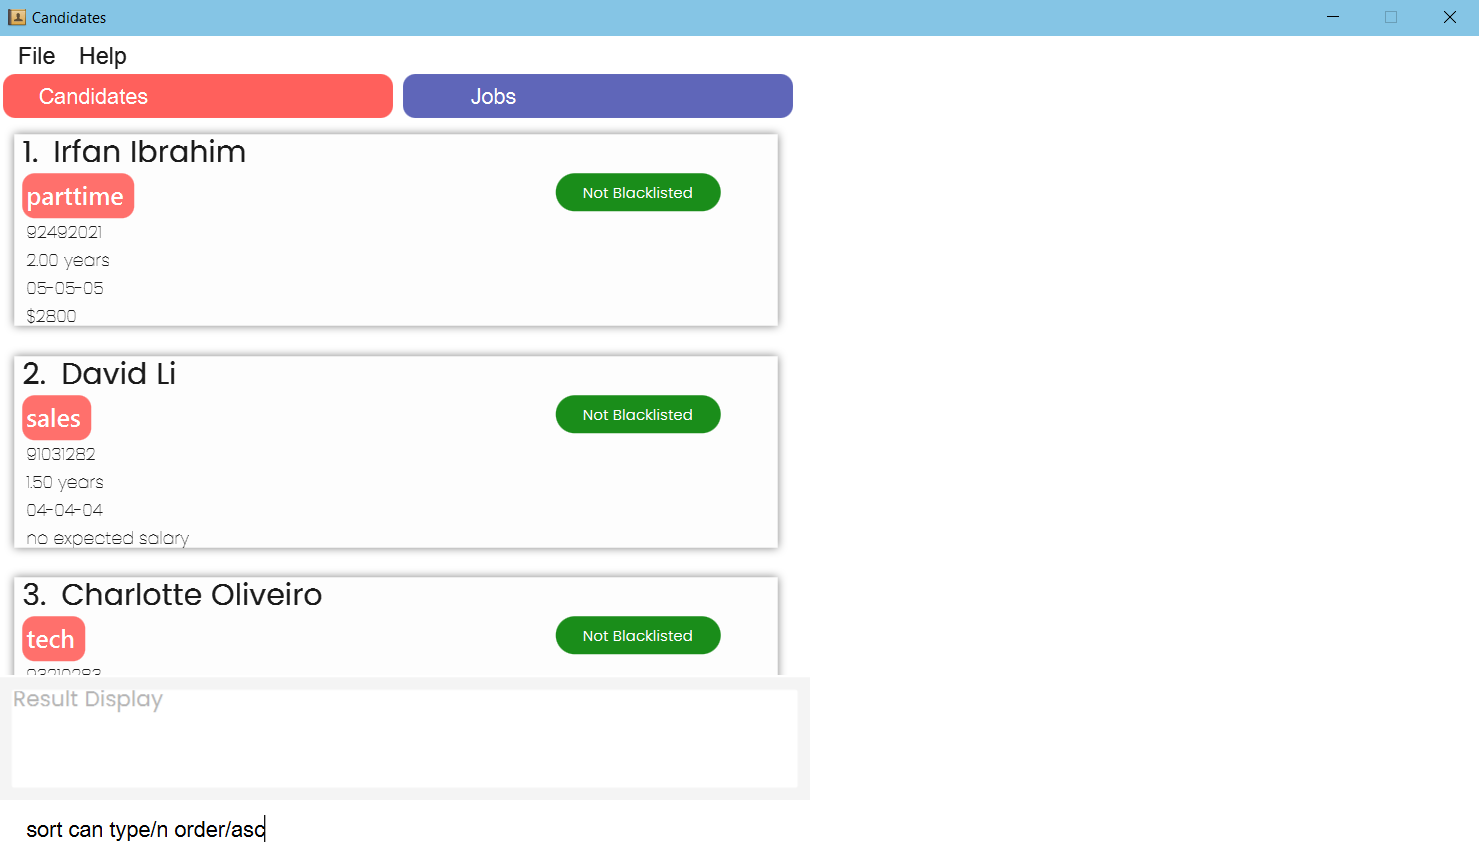 Candidates
File Help
Candidates Jobs
1. Irfan Ibrahim
parttime
Not Blacklisted
92492021
2.00 years
05-05-05
$2800
2. David Li
sales
Not Blacklisted
91031282
1.50 years
04-04-04
no expected salary
3. Charlotte Oliveiro
tech
Not Blacklisted
93210283
Result Display
sort can type/n order/asc